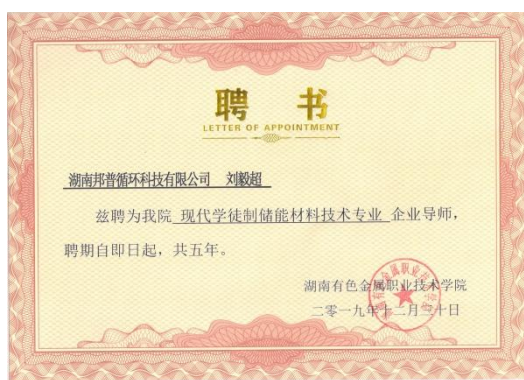 聘 书
LETTER OF APPOINTMENT
湖南邦普循环科技有限公司 刘毅超
兹聘为我院 现代学徒制储能材料技术专业 企业导师，
聘期自即日起，共五年。
湖南有色金属职业技术学院
二零一九年十二月三十日